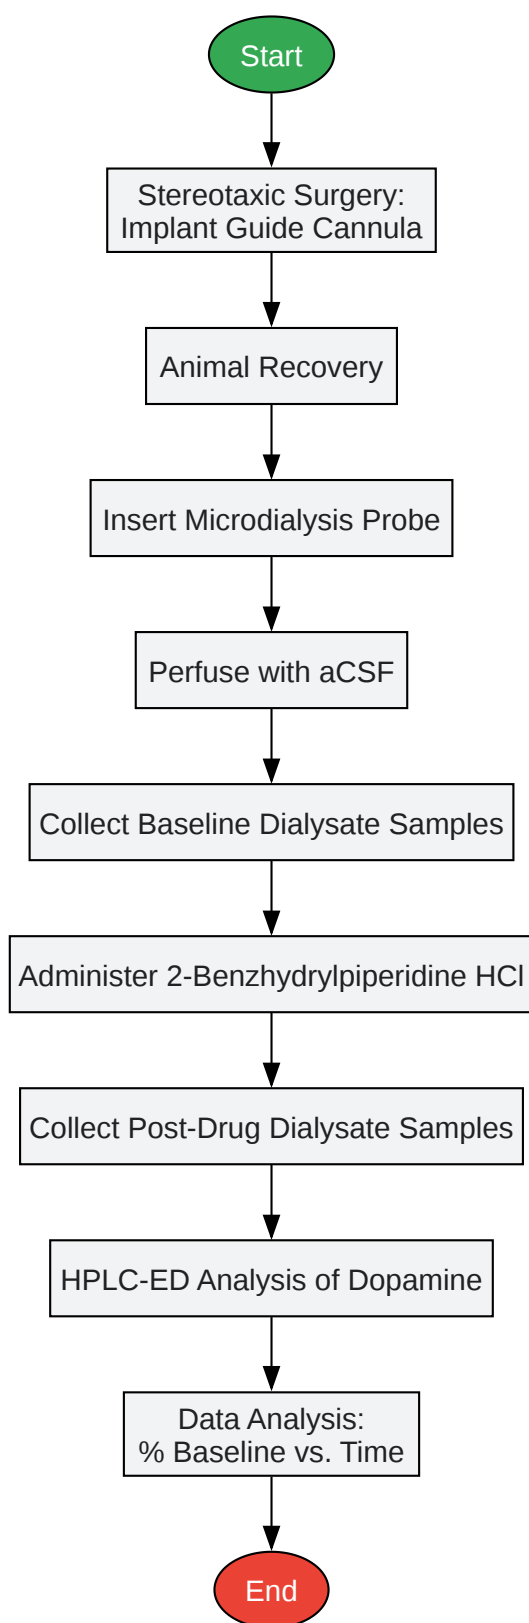 Start
Stereotaxic Surgery:
Implant Guide Cannula
Animal Recovery
Insert Microdialysis Probe
Perfuse with aCSF
Collect Baseline Dialysate Samples
Administer 2-Benzhydrylpiperidine HCl
Collect Post-Drug Dialysate Samples
HPLC-ED Analysis of Dopamine
Data Analysis:
% Baseline vs. Time
End